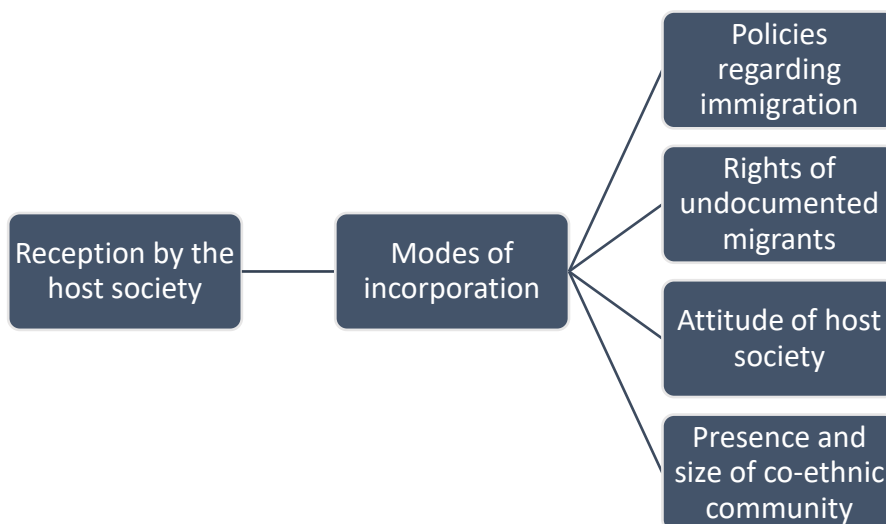 Policies
regarding
immigration
Rights of
undocumented
migrants
Reception by the
host society
Modes of
incorporation
Attitude of host
society
Presence and
size of co-ethnic
community